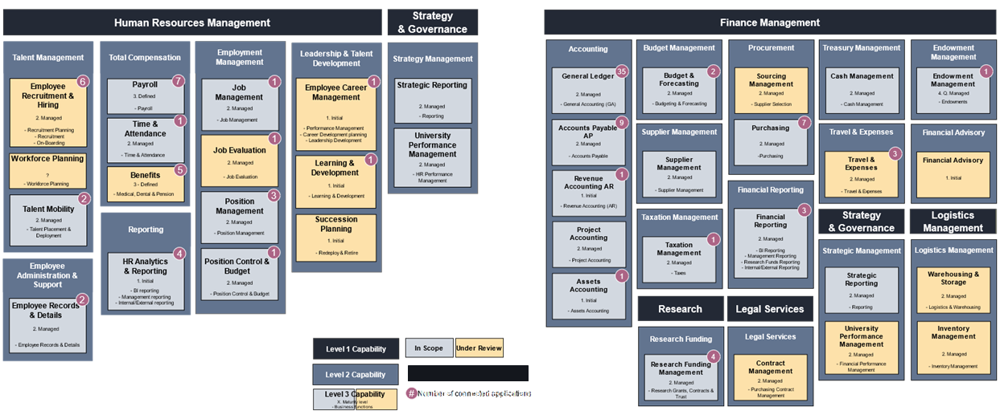 Human Resources Management
Strategy
& Governance
Talent Management
Employee
Recruitment &
Hiring
6
2. Managed
- Recruitment Planning
- Recruitment
- On-Boarding
Workforce Planning
?
- Workforce Planning
Talent Mobility
2
2. Managed
- Talent Placement &
Deployment
Employee
Administration &
Support
Employee Records
& Details
2
2. Managed
- Employee Records & Details
Total Compensation
Payroll
7
3. Defined
- Payroll
Time &
Attendance
1
2. Managed
- Time & Attendance
Benefits
5
3 - Defined
- Medical, Dental & Pension
Reporting
HR Analytics
& Reporting
4
1. Initial
- BI reporting
- Management reporting
- Internal/External reporting
Employment
Management
Job
Management
1
2. Managed
- Job Management
Job Evaluation
1
2. Managed
- Job Evaluation
Position
Management
3
2. Managed
- Position Management
Position Control &
Budget
1
2. Managed
- Position Control & Budget
Leadership & Talent
Development
Employee Career
Management
1
1. Initial
- Performance Management
- Career Development planning
- Leadership Development
Learning &
Development
1
1. Initial
- Learning & Development
Succession
Planning
1. Initial
- Redeploy & Retire
Strategy Management
Strategic Reporting
2. Managed
- Reporting
University
Performance
Management
2. Managed
- HR Performance
Management
Level 1 Capability
In Scope
Under Review
Level 2 Capability
Level 3 Capability
X. Maturity level
- Business functions
# Number of connected applications
Finance Management
Accounting
General Ledger
35
2. Managed
- General Accounting (GA)
Accounts Payable
AP
9
2. Managed
- Accounts Payable
Revenue
Accounting AR
1
1. Initial
- Revenue Accounting (AR)
Project
Accounting
2. Managed
- Project Accounting
Assets
Accounting
1
1. Initial
- Assets Accounting
Budget Management
Budget &
Forecasting
2
2. Managed
- Budgeting & Forecasting
Supplier Management
Supplier
Management
2. Managed
- Supplier Management
Taxation Management
Taxation
Management
1
2. Managed
- Taxes
Procurement
Sourcing
Management
2. Managed
- Supplier Selection
Purchasing
7
2. Managed
-Purchasing
Financial Reporting
Financial
Reporting
3
2. Managed
- BI Reporting
- Management Reporting
- Research Funds Reporting
- Internal/External Reporting
Treasury Management
Cash Management
2. Managed
- Cash Management
Travel & Expenses
Travel &
Expenses
3
2. Managed
- Travel & Expenses
Endowment
Management
Endowment
Management
1
4. Q. Managed
- Endowments
Financial Advisory
Financial Advisory
1. Initial
Strategy
& Governance
Strategic Management
Strategic
Reporting
2. Managed
- Reporting
University
Performance
Management
2. Managed
- Financial Performance
Management
Logistics
Management
Logistics Management
Warehousing &
Storage
2. Managed
- Logistics & Warehousing
Inventory
Management
2. Managed
- Inventory Management
Research
Research Funding
Research Funding
Management
4
2. Managed
- Research Grants, Contracts &
Trust
Legal Services
Legal Services
Contract
Management
2. Managed
- Purchasing Contract
Management